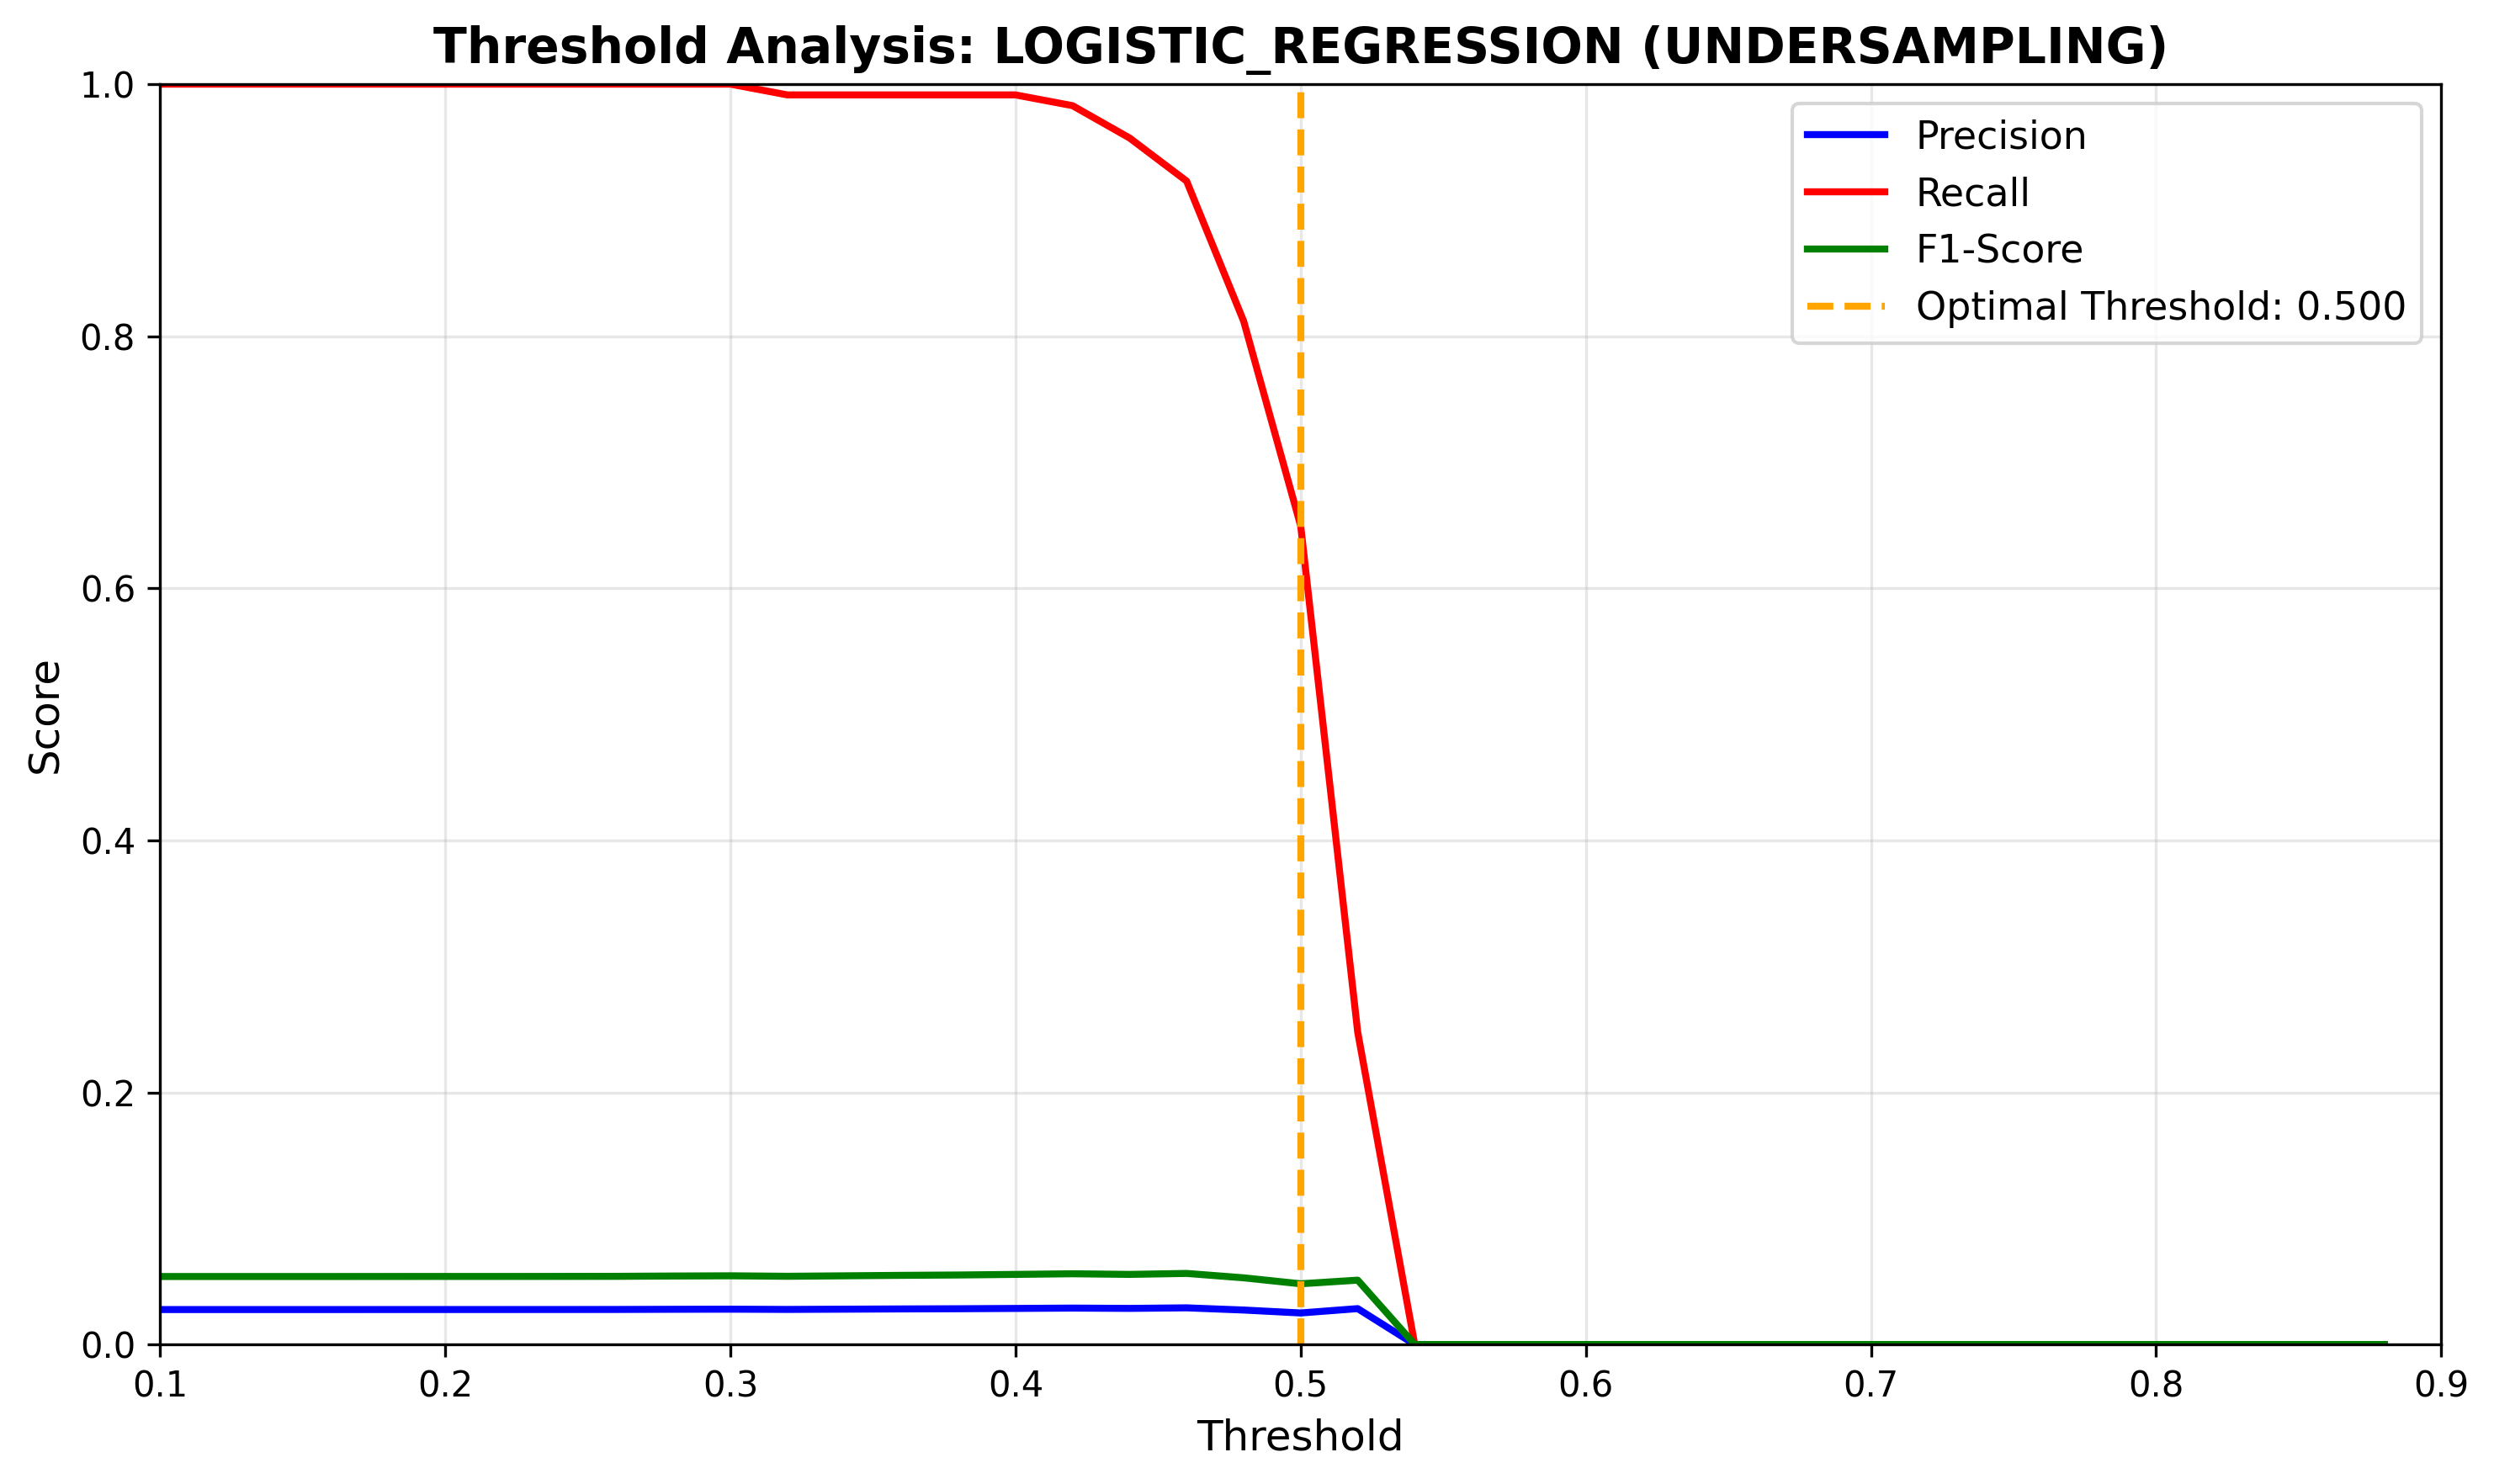 Threshold Analysis: LOGISTIC_REGRESSION (UNDERSAMPLING)
Precision
Recall
F1-Score
Optimal Threshold: 0.500
Score
1.0
0.8
0.6
0.4
0.2
0.0
0.1 0.2 0.3 0.4 0.5 0.6 0.7 0.8 0.9
Threshold